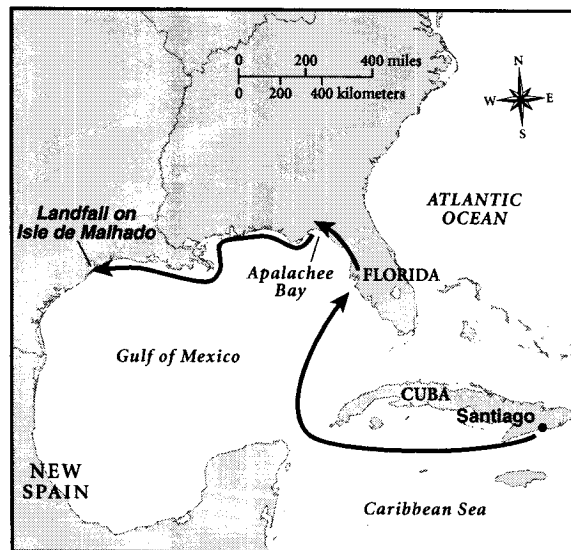 0 200 400 miles
0 200 400 kilometers
N
W E
S
ATLANTIC
OCEAN
Landfall on
Isle de Malhado
Apalachee
Bay
FLORIDA
Gulf of Mexico
CUBA
Santiago
NEW
SPAIN
Caribbean Sea